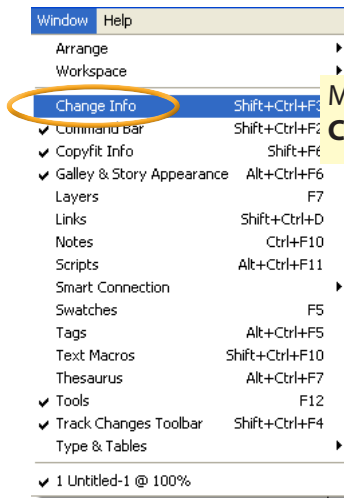 Window Help
Arrange
Workspace
Change Info Shift+Ctrl+F3
Command Bar Shift+Ctrl+F2
Copyfit Info Shift+F6
Galley & Story Appearance Alt+Ctrl+F6
Layers F7
Links Shift+Ctrl+D
Notes Ctrl+F10
Scripts Alt+Ctrl+F11
Smart Connection
Swatches F5
Tags Alt+Ctrl+F5
Text Macros Shift+Ctrl+F10
Thesaurus Alt+Ctrl+F7
Tools F12
Track Changes Toolbar Shift+Ctrl+F4
Type & Tables
1 Untitled-1 @ 100%